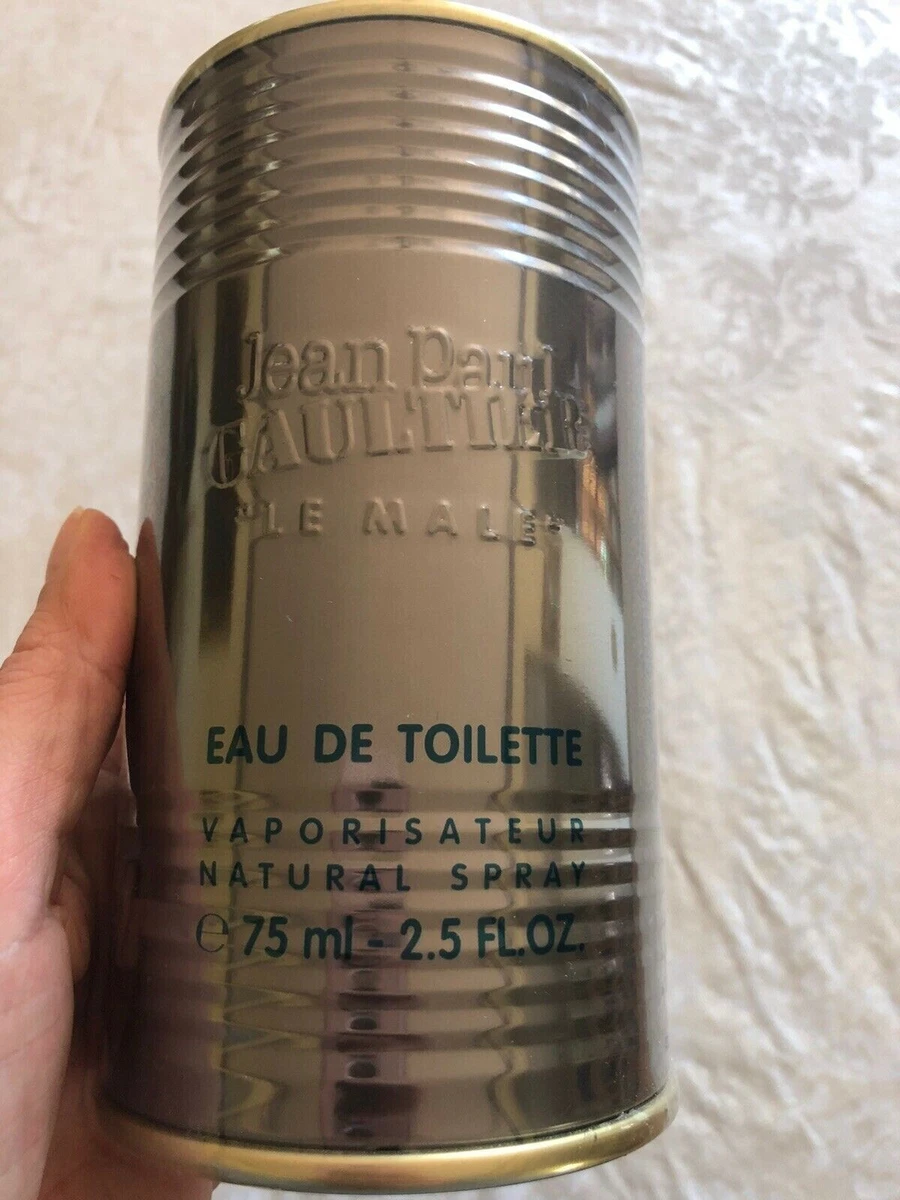 Jean Paul
GAULTIER
"LE MALE"
EAU DE TOILETTE
VAPORISATEUR
NATURAL SPRAY
℮ 75 ml - 2.5 FL.OZ.